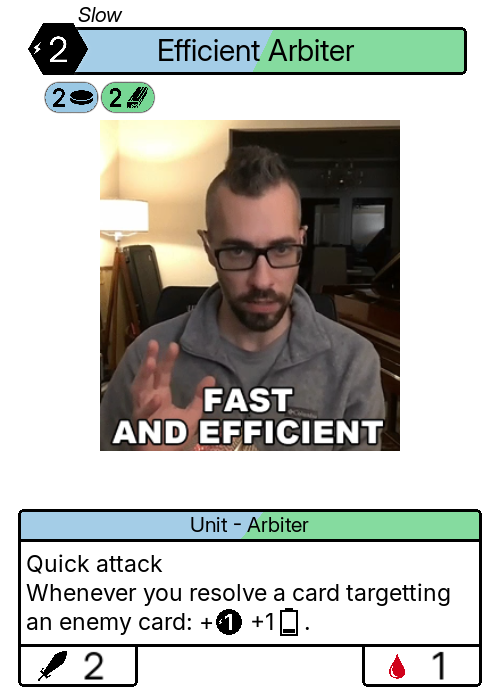 Slow
2 Efficient Arbiter
2 2
FAST
AND EFFICIENT
Unit - Arbiter
Quick attack
Whenever you resolve a card targetting
an enemy card: +1 +1 .
2 1